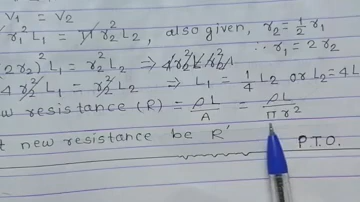 V₁ = V₂
r₁² L₁ = π r₂² L₂ , also given, r₂ = ½ r₁
2r₂)² L₁ = r₂² L₂ ⇒ ∴ r₁ = 2 r₂
4 r₂² L₁ = r₂² L₂ ⇒ L₁ = ¼ L₂ or L₂ = 4L
resistance (R) = ρL/A = ρL/πr²
new resistance be R'
P.T.O.